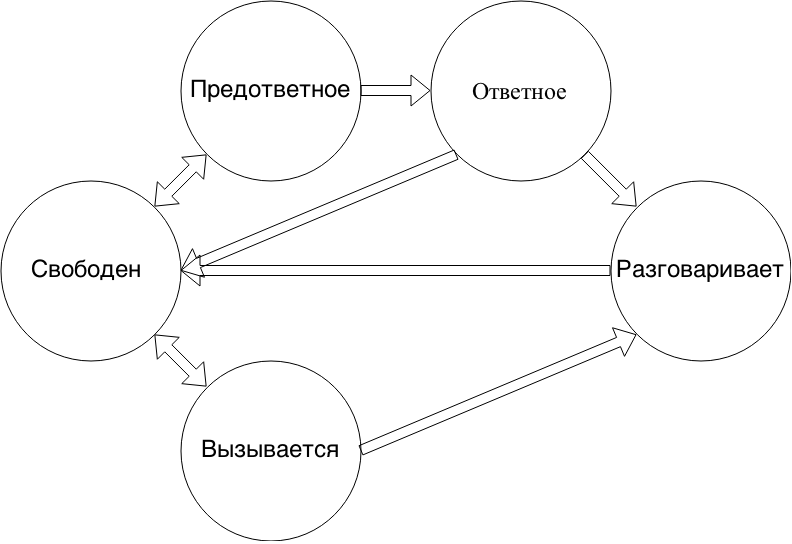 Предответное
Ответное
Свободен
Разговаривает
Вызывается